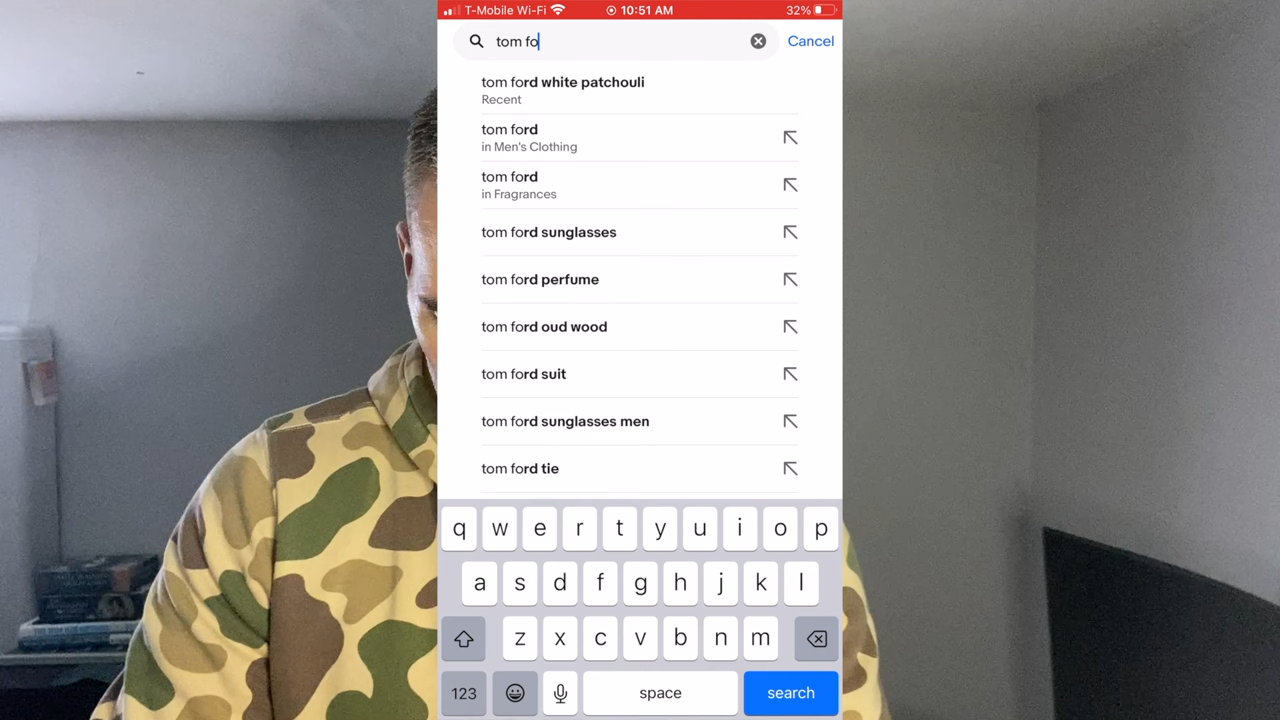 T-Mobile Wi-Fi 10:51 AM 32%
tom fo Cancel
tom ford white patchouli
Recent
tom ford
in Men's Clothing
tom ford
in Fragrances
tom ford sunglasses
tom ford perfume
tom ford oud wood
tom ford suit
tom ford sunglasses men
tom ford tie
q w e r t y u i o p
a s d f g h j k l
z x c v b n m
123 space search